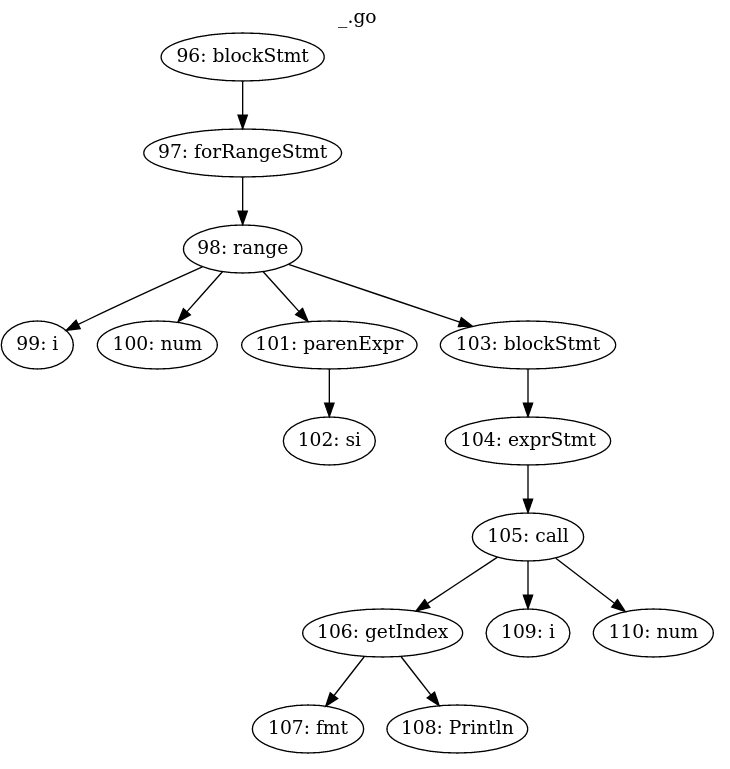 _.go
96: blockStmt
97: forRangeStmt
98: range
99: i
100: num
101: parenExpr
103: blockStmt
102: si
104: exprStmt
105: call
106: getIndex
109: i
110: num
107: fmt
108: Println